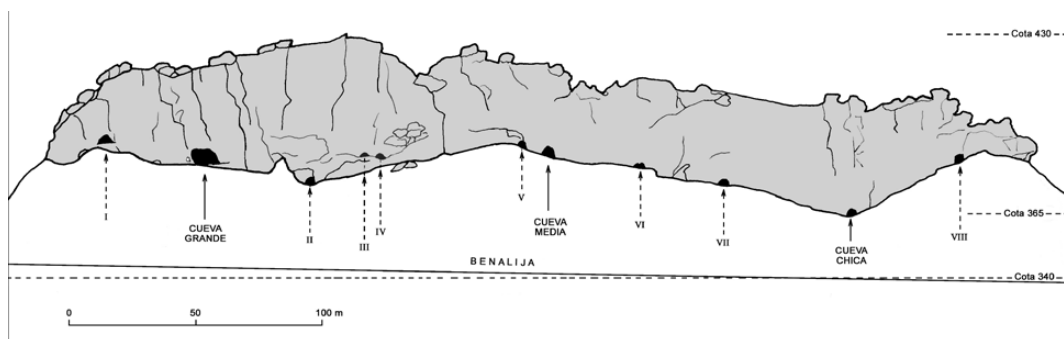 Cota 430
I
CUEVA
GRANDE
II
III
IV
V
CUEVA
MEDIA
VI
VII
CUEVA
CHICA
VIII
Cota 365
BENALIJA
Cota 340
0 50 100 m